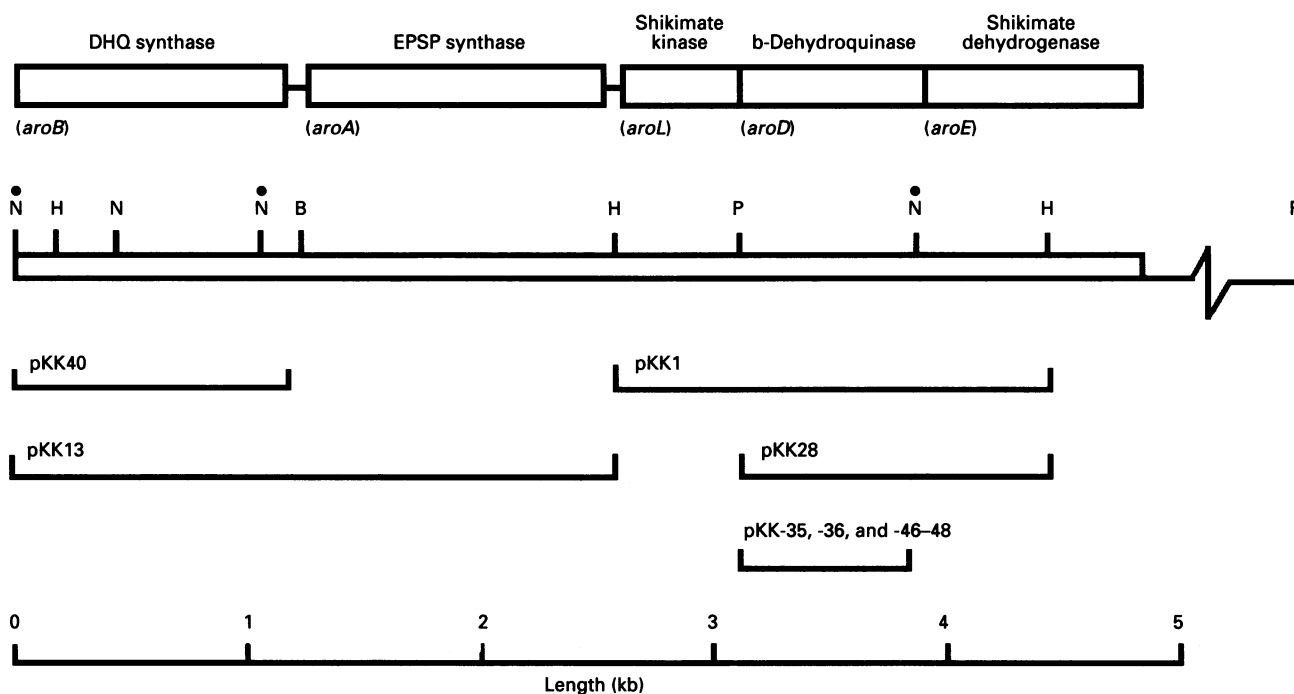 Shikimate
kinase
Shikimate
dehydrogenase
DHQ synthase
EPSP synthase
b-Dehydroquinase
(aroB)
(aroA)
(aroL)
(aroD)
(aroE)
N H N N B H P N H
pKK40
pKK1
pKK13
pKK28
pKK-35, -36, and -46–48
0 1 2 3 4 5
Length (kb)